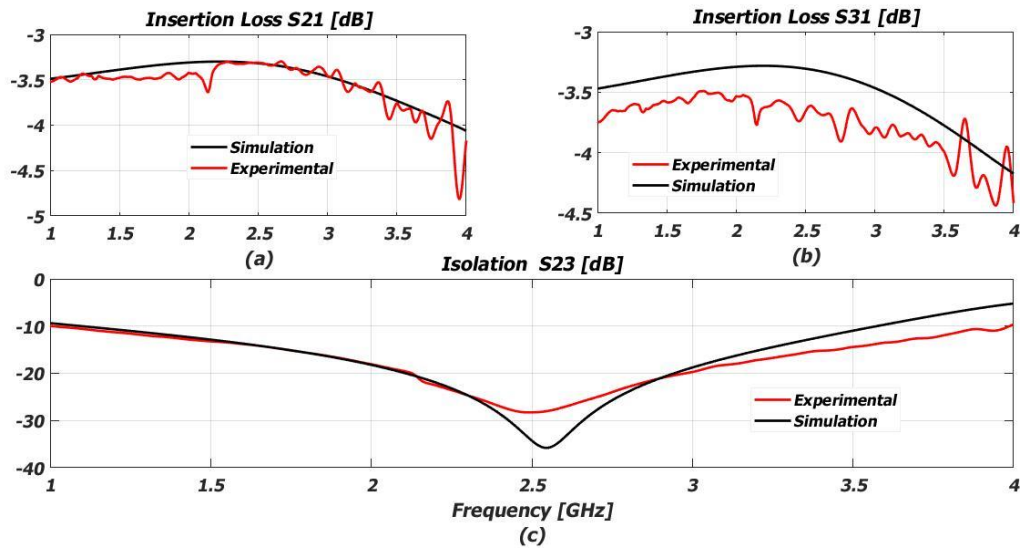 Insertion Loss S21 [dB]
-3
-3.5
-4
-4.5
-5
Simulation
Experimental
1 1.5 2 2.5 3 3.5 4
(a)
Insertion Loss S31 [dB]
-3
-3.5
-4
-4.5
Experimental
Simulation
1 1.5 2 2.5 3 3.5 4
(b)
Isolation S23 [dB]
0
-10
-20
-30
-40
Experimental
Simulation
1 1.5 2 2.5 3 3.5 4
Frequency [GHz]
(c)